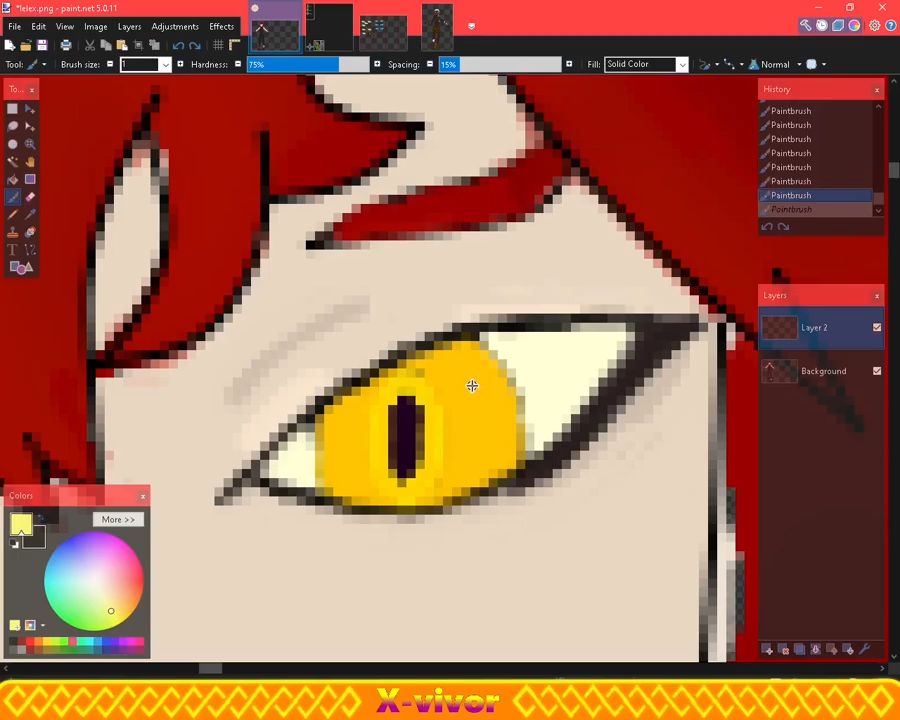 *lelex.png - paint.net 5.0.11
File Edit View Image Layers Adjustments Effects
Tool: Brush size: 1 Hardness: 75% Spacing: 15% Fill: Solid Color Normal
To...
History
Paintbrush
Paintbrush
Paintbrush
Paintbrush
Paintbrush
Paintbrush
Paintbrush
Paintbrush
Layers
Layer 2
Background
Colors
More >>
X-vivor